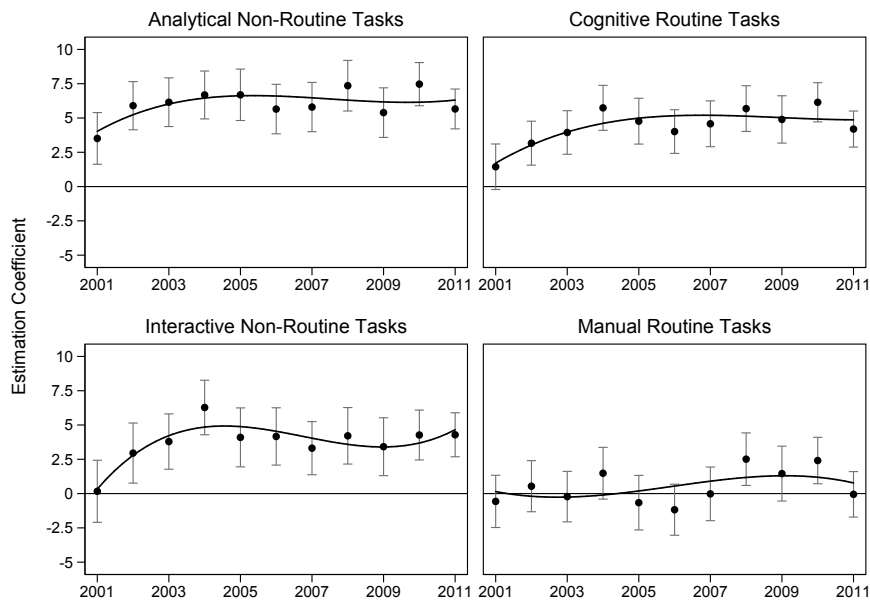 Analytical Non-Routine Tasks
Cognitive Routine Tasks
10
7.5
5
2.5
0
-2.5
-5
2001 2003 2005 2007 2009 2011
2001 2003 2005 2007 2009 2011
Estimation Coefficient
Interactive Non-Routine Tasks
Manual Routine Tasks
10
7.5
5
2.5
0
-2.5
-5
2001 2003 2005 2007 2009 2011
2001 2003 2005 2007 2009 2011